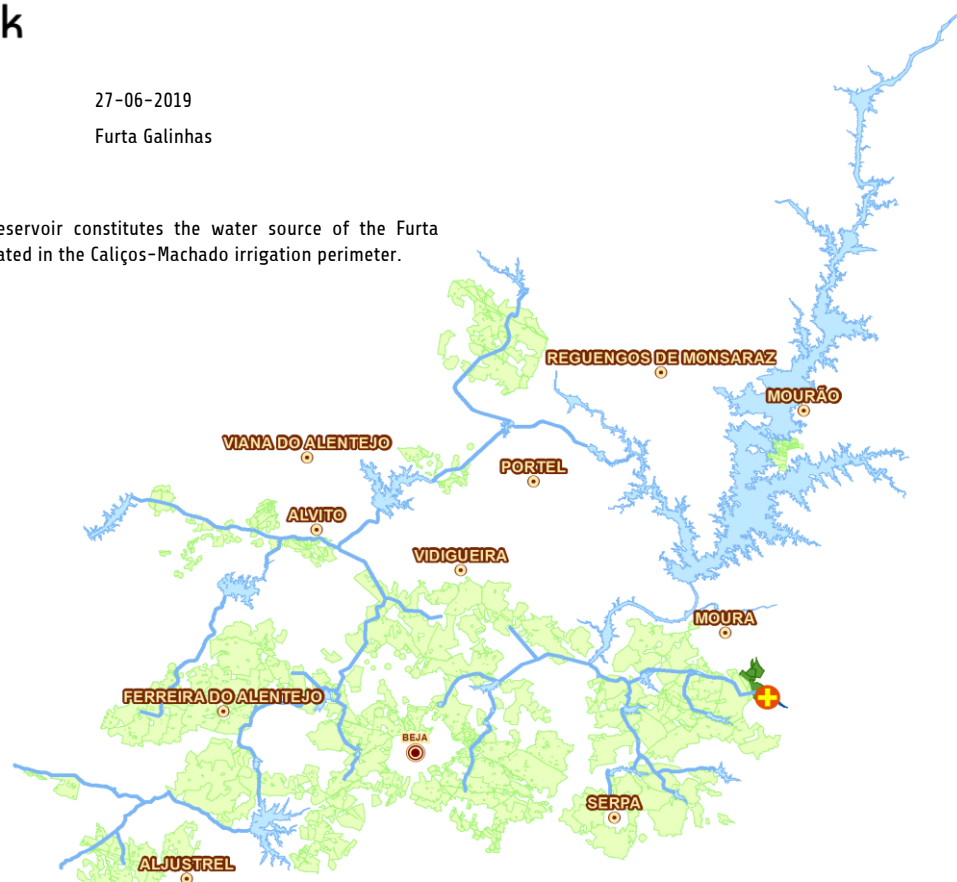 k
27-06-2019
Furta Galinhas
eservoir constitutes the water source of the Furta
ated in the Caliços-Machado irrigation perimeter.
REGUENGOS DE MONSARAZ
MOURÃO
VIANA DO ALENTEJO
PORTEL
ALVITO
VIDIGUEIRA
MOURA
FERREIRA DO ALENTEJO
BEJA
SERPA
ALJUSTREL